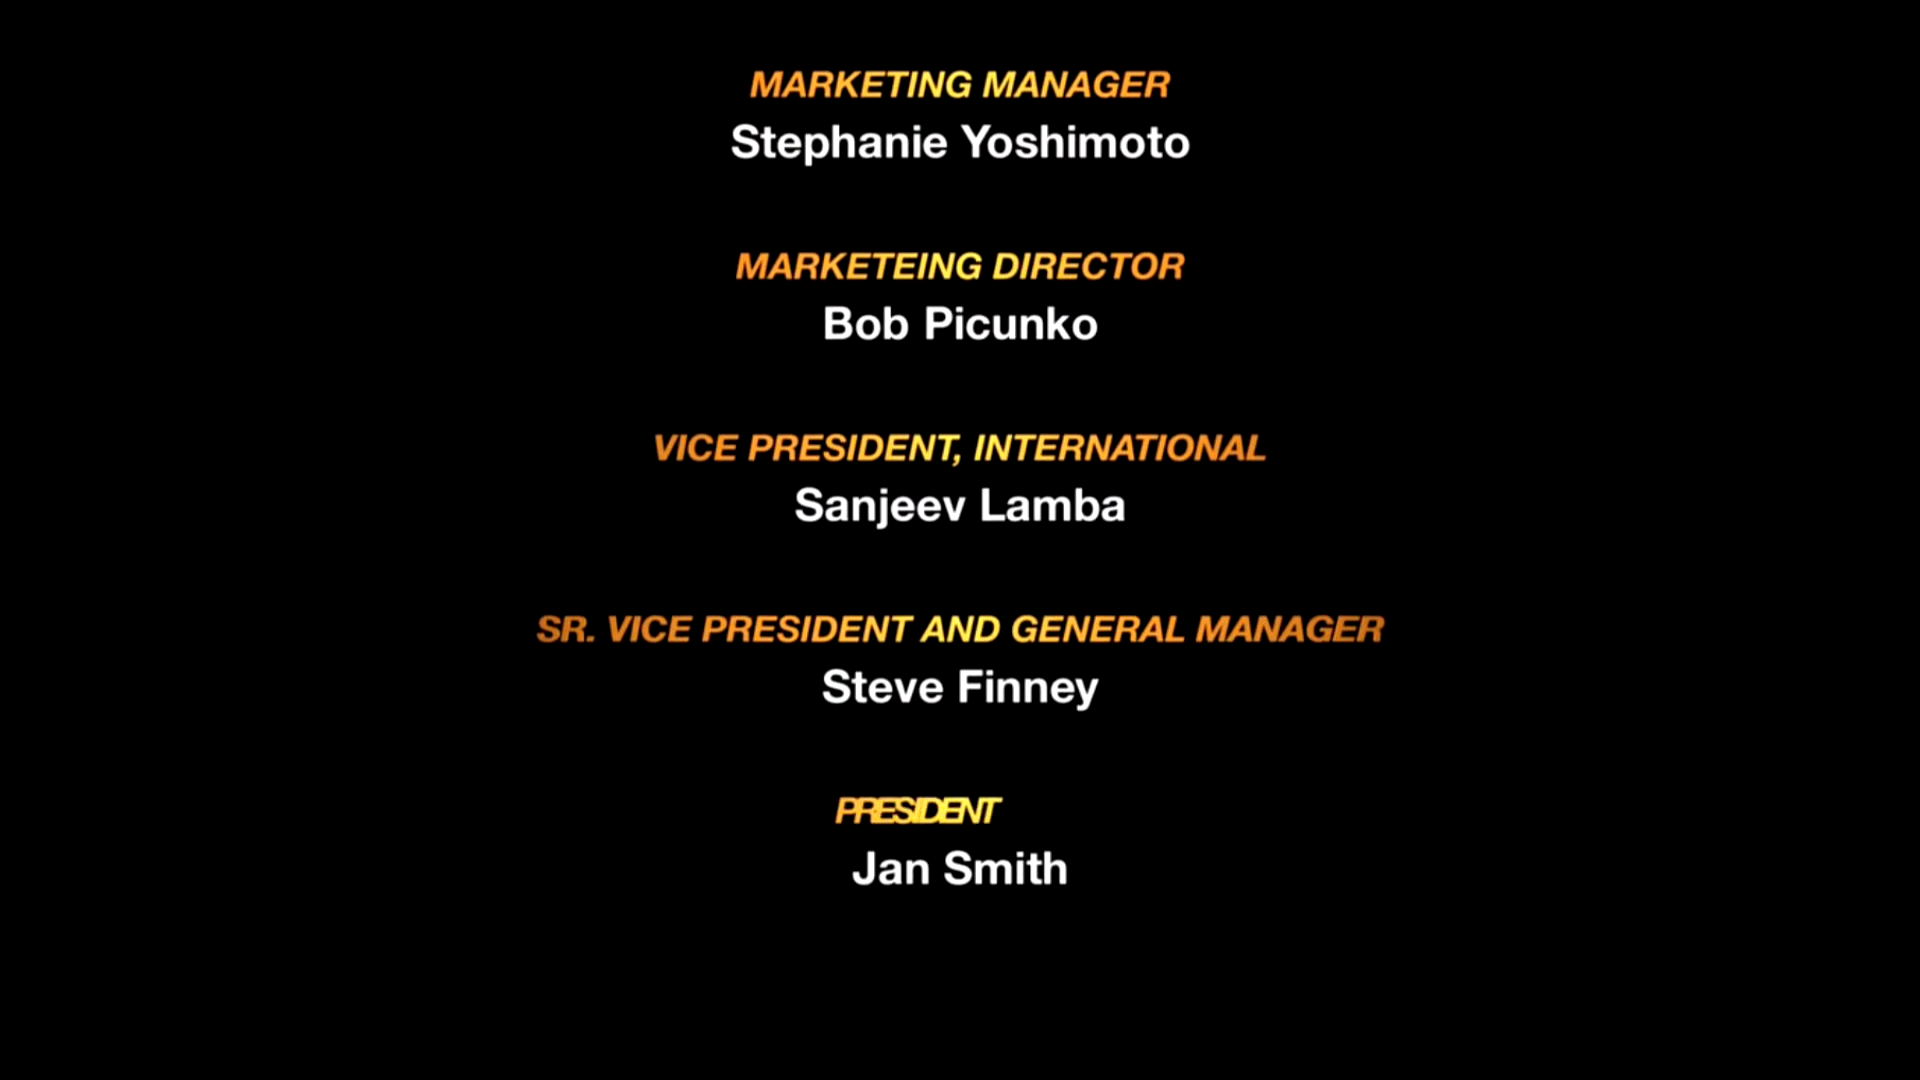 MARKETING MANAGER
Stephanie Yoshimoto
MARKETEING DIRECTOR
Bob Picunko
VICE PRESIDENT, INTERNATIONAL
Sanjeev Lamba
SR. VICE PRESIDENT AND GENERAL MANAGER
Steve Finney
PRESIDENT
Jan Smith